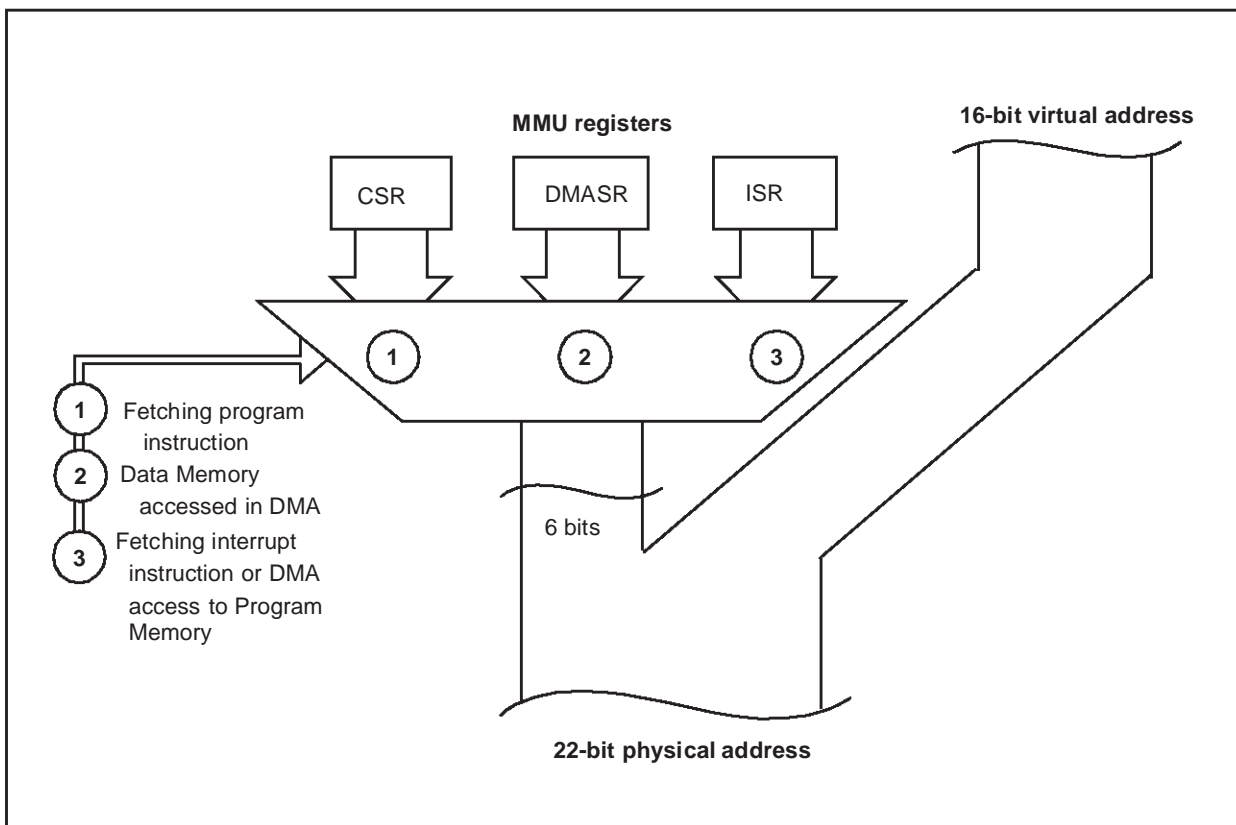 16-bit virtual address
MMU registers
CSR
DMASR
ISR
1
2
3
1
Fetching program
instruction
2
Data Memory
accessed in DMA
3
Fetching interrupt
instruction or DMA
access to Program
Memory
6 bits
22-bit physical address